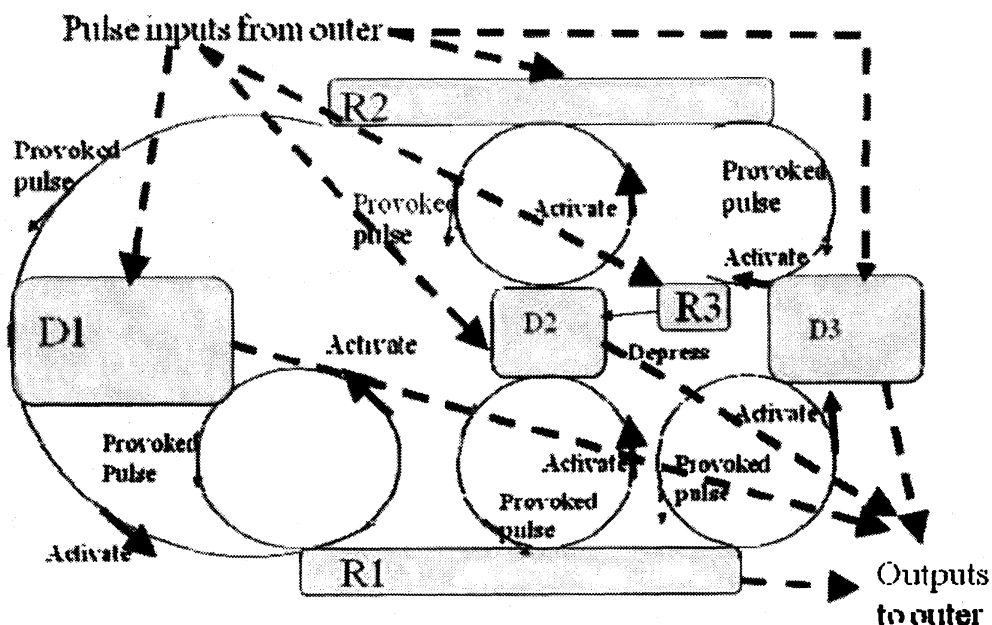 Pulse inputs from outer
R2
Provoked
pulse
Provoked
pulse
Activate
Provoked
pulse
Activate
D1
D2
R3
D3
Activate
Depress
Activate
Provoked
Pulse
Activate
Provoked
pulse
Provoked
pulse
Activate
R1
Outputs
to outer